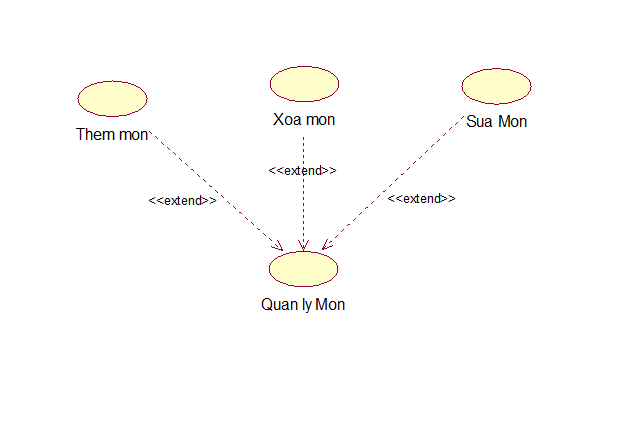 Them mon
Xoa mon
Sua Mon
<<extend>>
<<extend>>
<<extend>>
Quan ly Mon